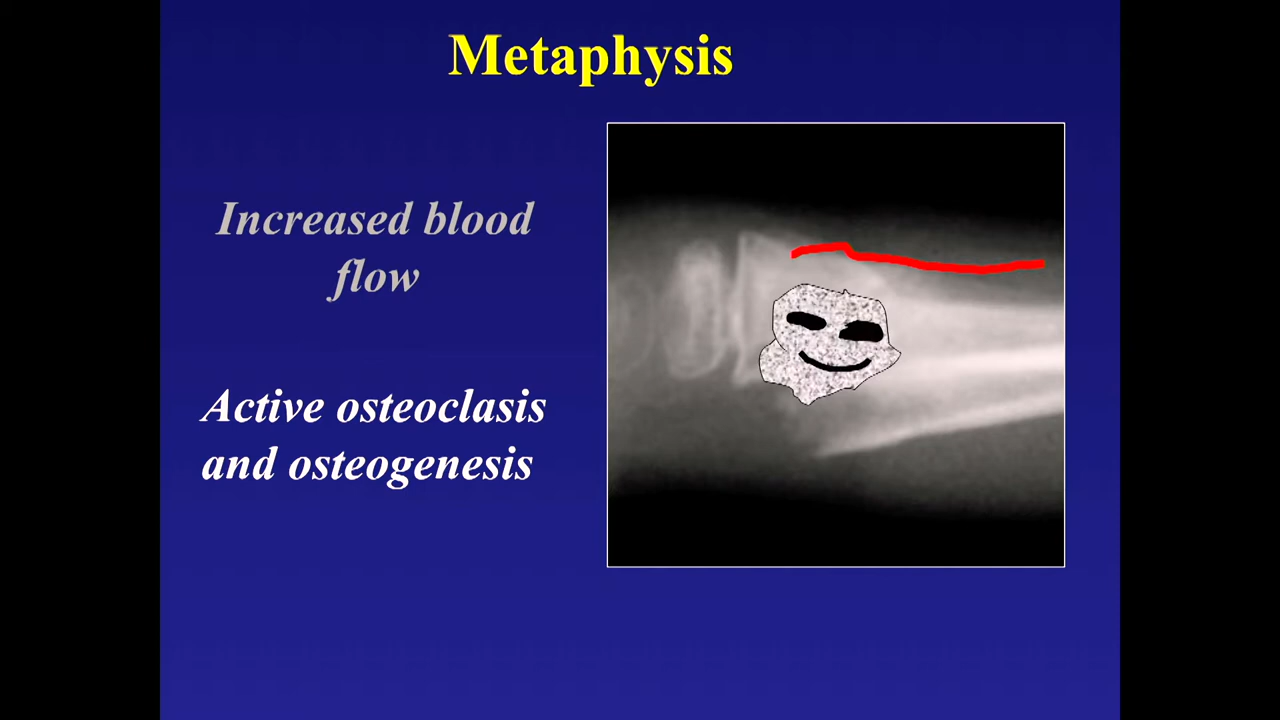 Metaphysis
Increased blood
flow
Active osteoclasis
and osteogenesis